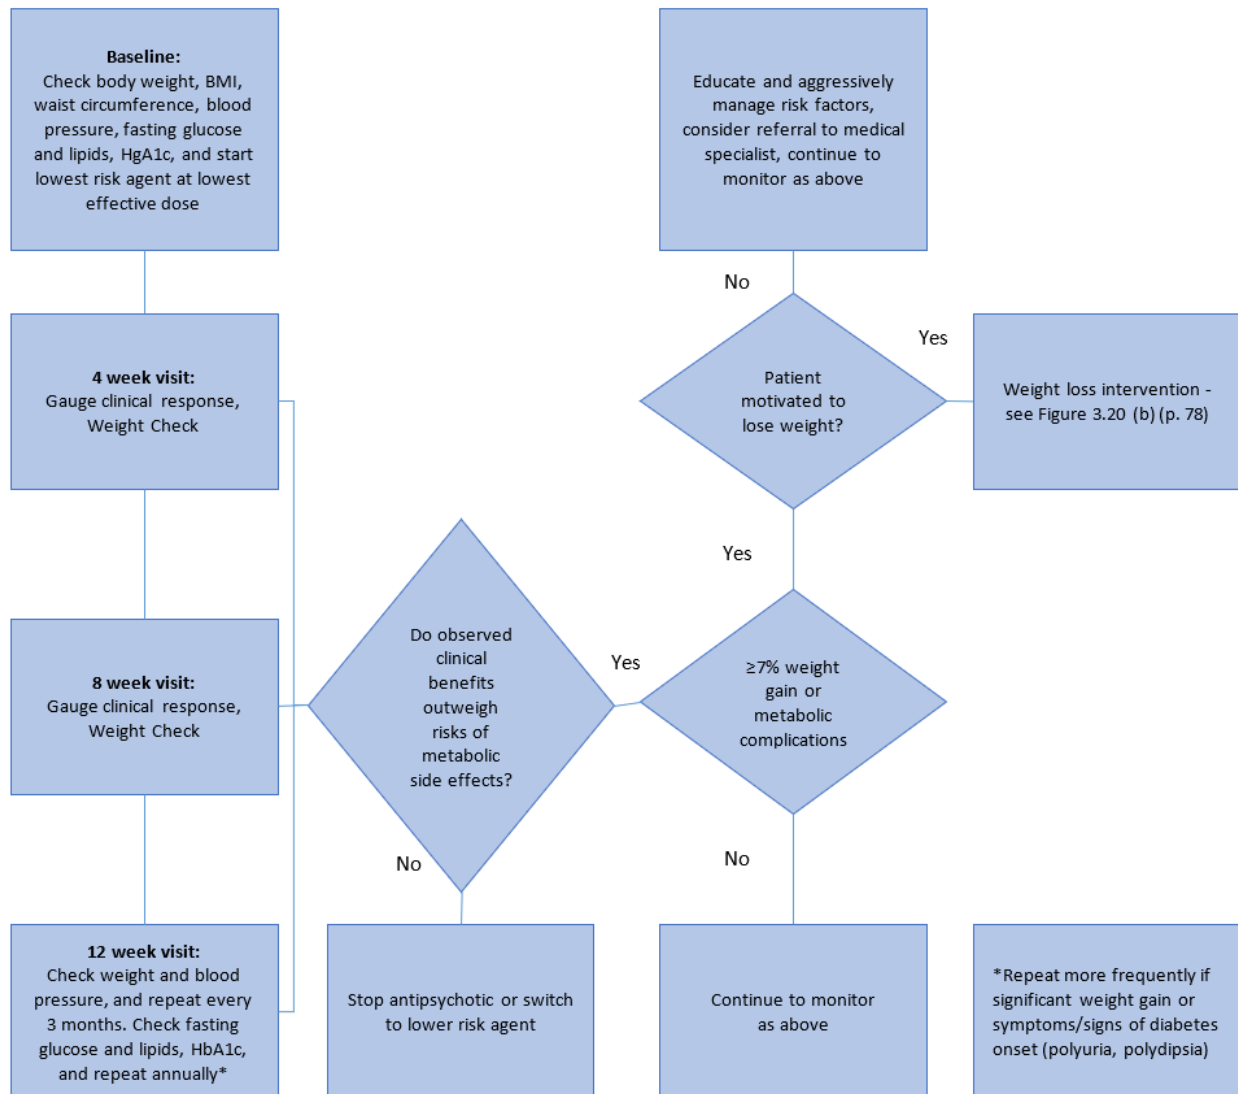 Baseline:
Check body weight, BMI,
waist circumference, blood
pressure, fasting glucose
and lipids, HgA1c, and start
lowest risk agent at lowest
effective dose
4 week visit:
Gauge clinical response,
Weight Check
8 week visit:
Gauge clinical response,
Weight Check
12 week visit:
Check weight and blood
pressure, and repeat every
3 months. Check fasting
glucose and lipids, HbA1c,
and repeat annually*
Do observed
clinical
benefits
outweigh
risks of
metabolic
side effects?
No
Stop antipsychotic or switch
to lower risk agent
Yes
≥7% weight
gain or
metabolic
complications
No
Continue to monitor
as above
Yes
Patient
motivated to
lose weight?
No
Educate and aggressively
manage risk factors,
consider referral to medical
specialist, continue to
monitor as above
Yes
Weight loss intervention -
see Figure 3.20 (b) (p. 78)
*Repeat more frequently if
significant weight gain or
symptoms/signs of diabetes
onset (polyuria, polydipsia)